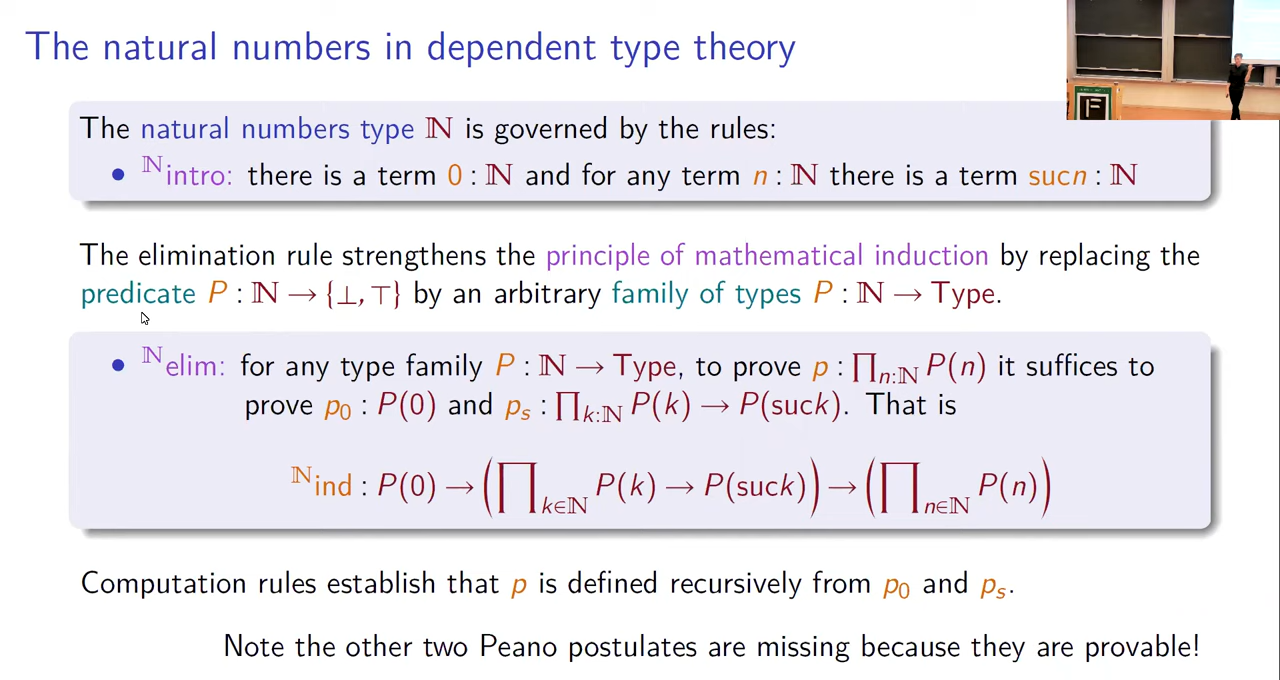 The natural numbers in dependent type theory
The natural numbers type ℕ is governed by the rules:
• ℕintro: there is a term 0 : ℕ and for any term n : ℕ there is a term sucn : ℕ
The elimination rule strengthens the principle of mathematical induction by replacing the
predicate P : ℕ → {⊥, ⊤} by an arbitrary family of types P : ℕ → Type.
• ℕelim: for any type family P : ℕ → Type, to prove p : ∏n:ℕ P(n) it suffices to
prove p₀ : P(0) and pₛ : ∏k:ℕ P(k) → P(suck). That is
ℕind : P(0) → (∏k∈ℕ P(k) → P(suck)) → (∏n∈ℕ P(n))
Computation rules establish that p is defined recursively from p₀ and pₛ.
Note the other two Peano postulates are missing because they are provable!